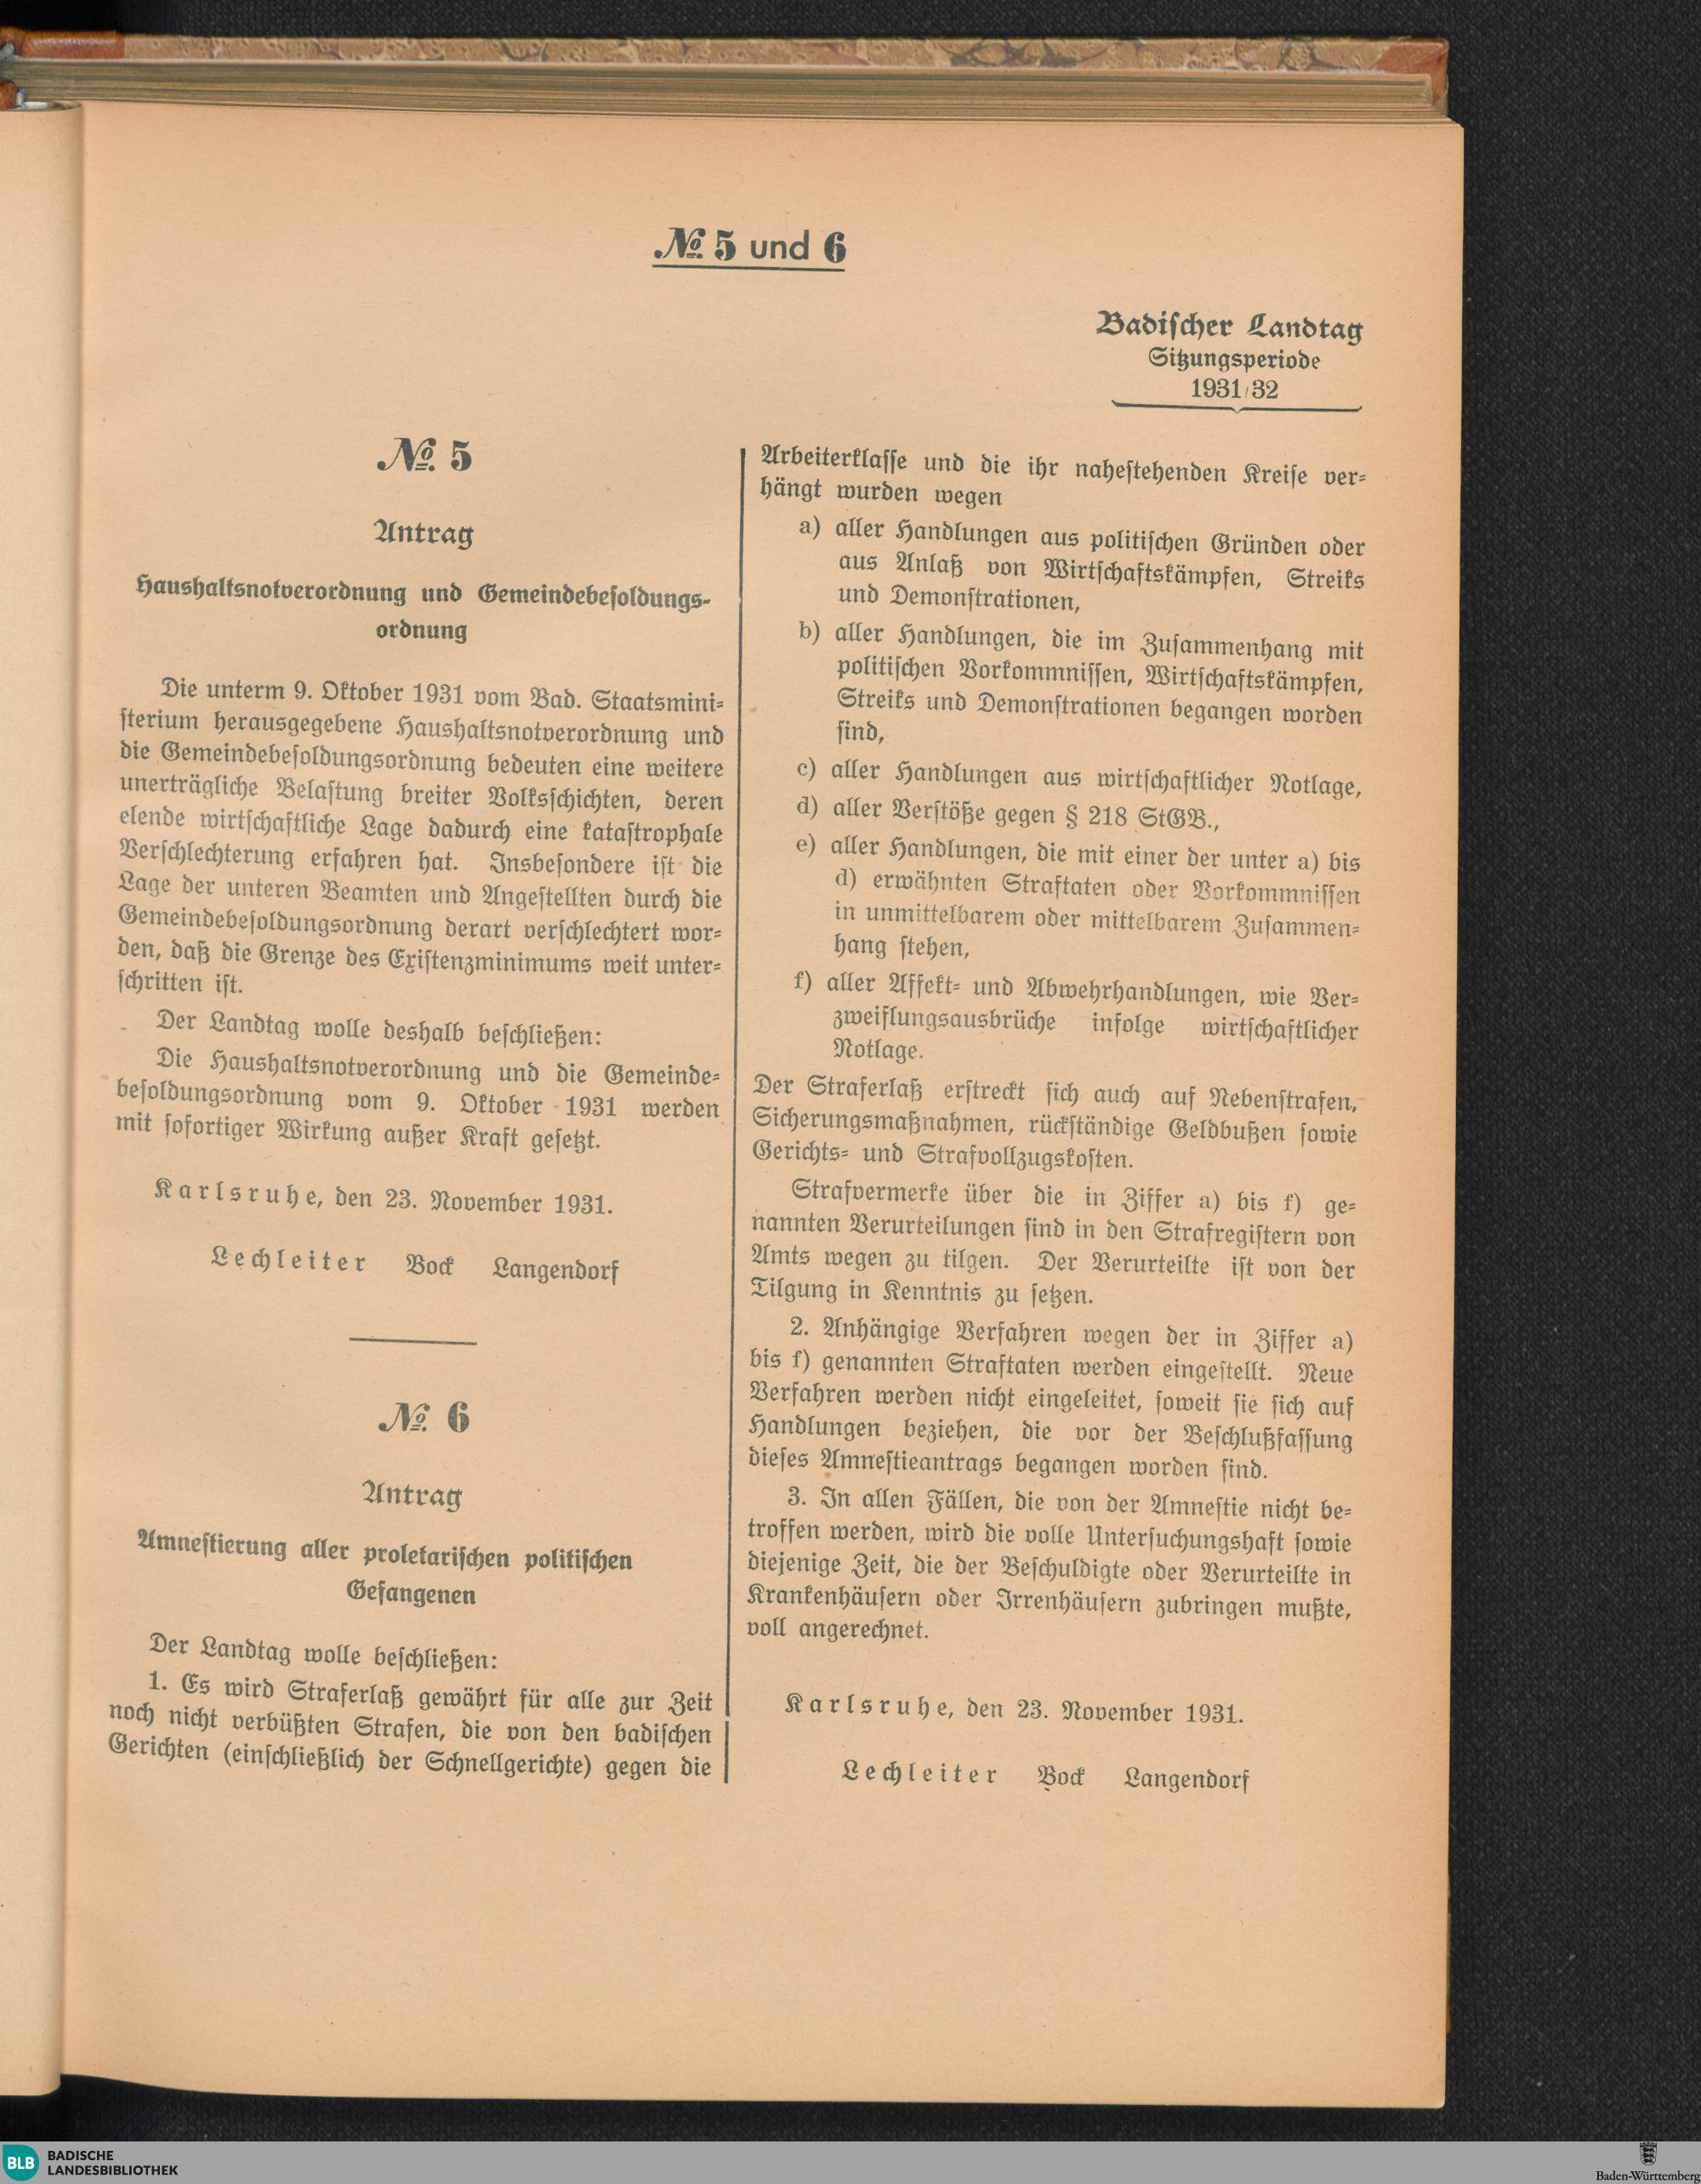 № 5 und 6
Badischer Landtag
Sitzungsperiode
1931/32
№. 5
Antrag
Haushaltsnotverordnung und Gemeindebesoldungs-
ordnung
Die unterm 9. Oktober 1931 vom Bad. Staatsmini-
sterium herausgegebene Haushaltsnotverordnung und
die Gemeindebesoldungsordnung bedeuten eine weitere
unerträgliche Belastung breiter Volksschichten, deren
elende wirtschaftliche Lage dadurch eine katastrophale
Verschlechterung erfahren hat. Insbesondere ist die
Lage der unteren Beamten und Angestellten durch die
Gemeindebesoldungsordnung derart verschlechtert wor-
den, daß die Grenze des Existenzminimums weit unter-
schritten ist.
Der Landtag wolle deshalb beschließen:
Die Haushaltsnotverordnung und die Gemeinde-
besoldungsordnung vom 9. Oktober 1931 werden
mit sofortiger Wirkung außer Kraft gesetzt.
Karlsruhe, den 23. November 1931.
Lechleiter Bock Langendorf
№. 6
Antrag
Amnestierung aller proletarischen politischen
Gefangenen
Der Landtag wolle beschließen:
1. Es wird Straferlaß gewährt für alle zur Zeit
noch nicht verbüßten Strafen, die von den badischen
Gerichten (einschließlich der Schnellgerichte) gegen die
Arbeiterklasse und die ihr nahestehenden Kreise ver-
hängt wurden wegen
a) aller Handlungen aus politischen Gründen oder
aus Anlaß von Wirtschaftskämpfen, Streiks
und Demonstrationen,
b) aller Handlungen, die im Zusammenhang mit
politischen Vorkommnissen, Wirtschaftskämpfen,
Streiks und Demonstrationen begangen worden
sind,
c) aller Handlungen aus wirtschaftlicher Notlage,
d) aller Verstöße gegen § 218 StGB.,
e) aller Handlungen, die mit einer der unter a) bis
d) erwähnten Straftaten oder Vorkommnissen
in unmittelbarem oder mittelbarem Zusammen-
hang stehen,
f) aller Affekt- und Abwehrhandlungen, wie Ver-
zweiflungsausbrüche infolge wirtschaftlicher
Notlage.
Der Straferlaß erstreckt sich auch auf Nebenstrafen,
Sicherungsmaßnahmen, rückständige Geldbußen sowie
Gerichts- und Strafvollzugskosten.
Strafvermerke über die in Ziffer a) bis f) ge-
nannten Verurteilungen sind in den Strafregistern von
Amts wegen zu tilgen. Der Verurteilte ist von der
Tilgung in Kenntnis zu setzen.
2. Anhängige Verfahren wegen der in Ziffer a)
bis f) genannten Straftaten werden eingestellt. Neue
Verfahren werden nicht eingeleitet, soweit sie sich auf
Handlungen beziehen, die vor der Beschlußfassung
dieses Amnestieantrags begangen worden sind.
3. In allen Fällen, die von der Amnestie nicht be-
troffen werden, wird die volle Untersuchungshaft sowie
diejenige Zeit, die der Beschuldigte oder Verurteilte in
Krankenhäusern oder Irrenhäusern zubringen mußte,
voll angerechnet.
Karlsruhe, den 23. November 1931.
Lechleiter Bock Langendorf
BLB BADISCHE
LANDESBIBLIOTHEK
Baden-Württemberg